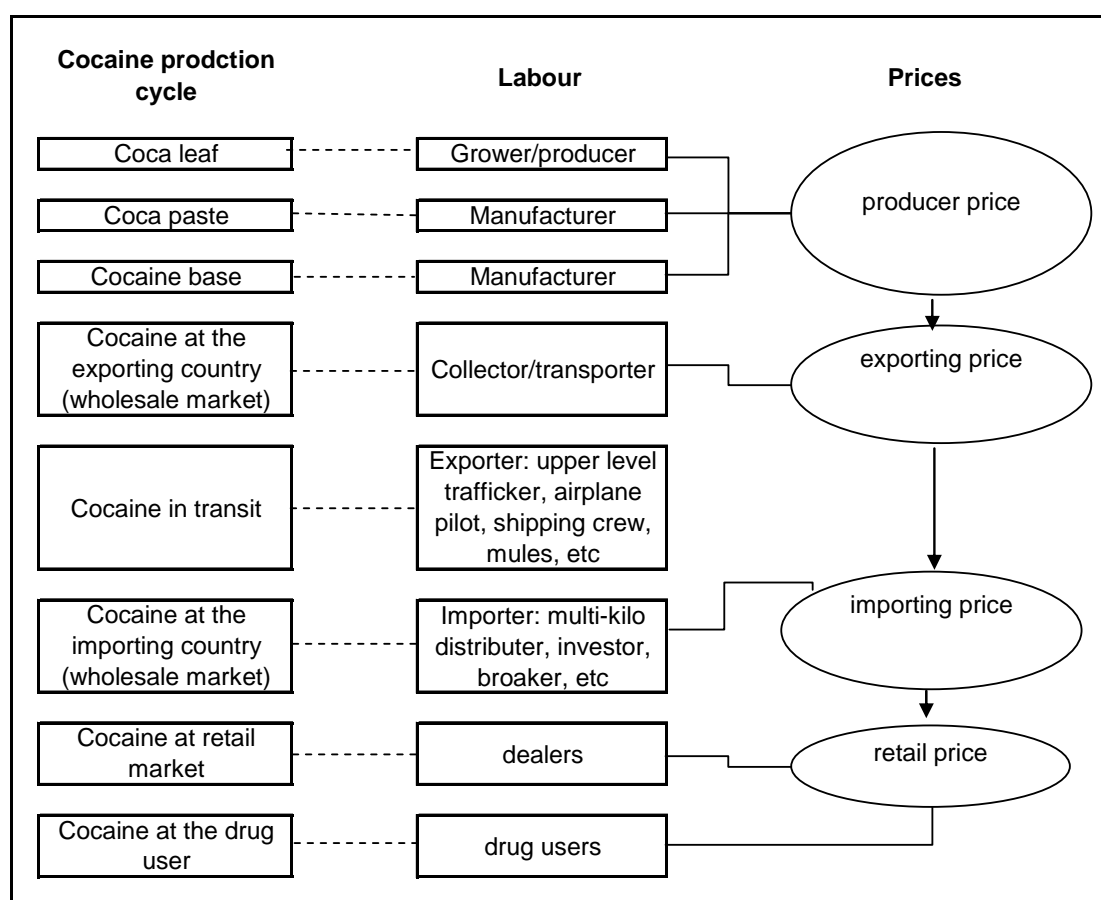 Cocaine prodction
cycle
Labour
Prices
Coca leaf
Grower/producer
producer price
Coca paste
Manufacturer
Cocaine base
Manufacturer
Cocaine at the
exporting country
(wholesale market)
Collector/transporter
exporting price
Cocaine in transit
Exporter: upper level
trafficker, airplane
pilot, shipping crew,
mules, etc
Cocaine at the
importing country
(wholesale market)
Importer: multi-kilo
distributer, investor,
broaker, etc
importing price
Cocaine at retail
market
dealers
retail price
Cocaine at the drug
user
drug users